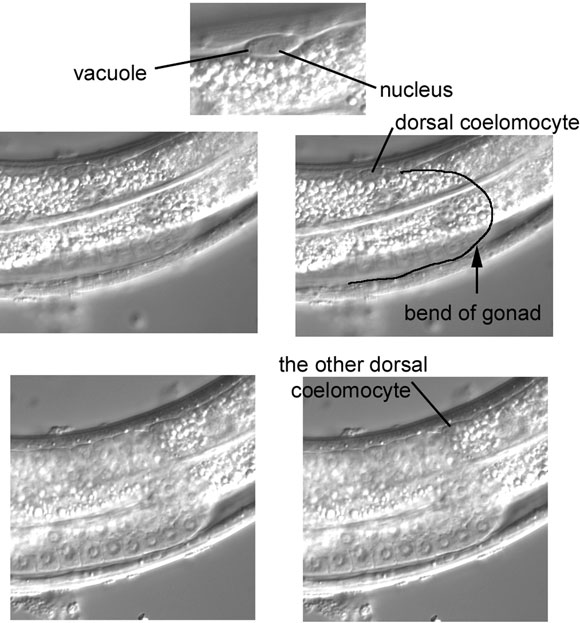 vacuole
nucleus
dorsal coelomocyte
bend of gonad
the other dorsal
coelomocyte